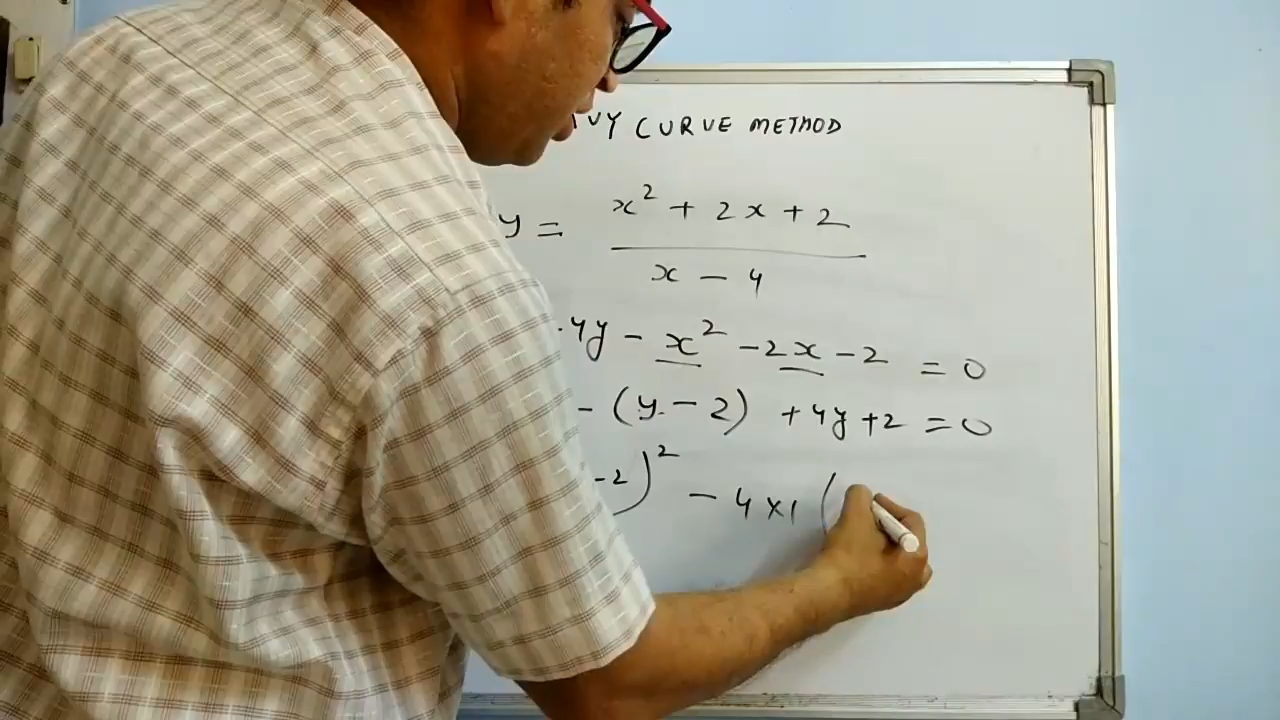 CURVE METHOD
y = x² + 2x + 2
x - 4
4y - x² - 2x - 2 = 0
- (y - 2) + 4y + 2 = 0
- 2)² - 4 × 1 (